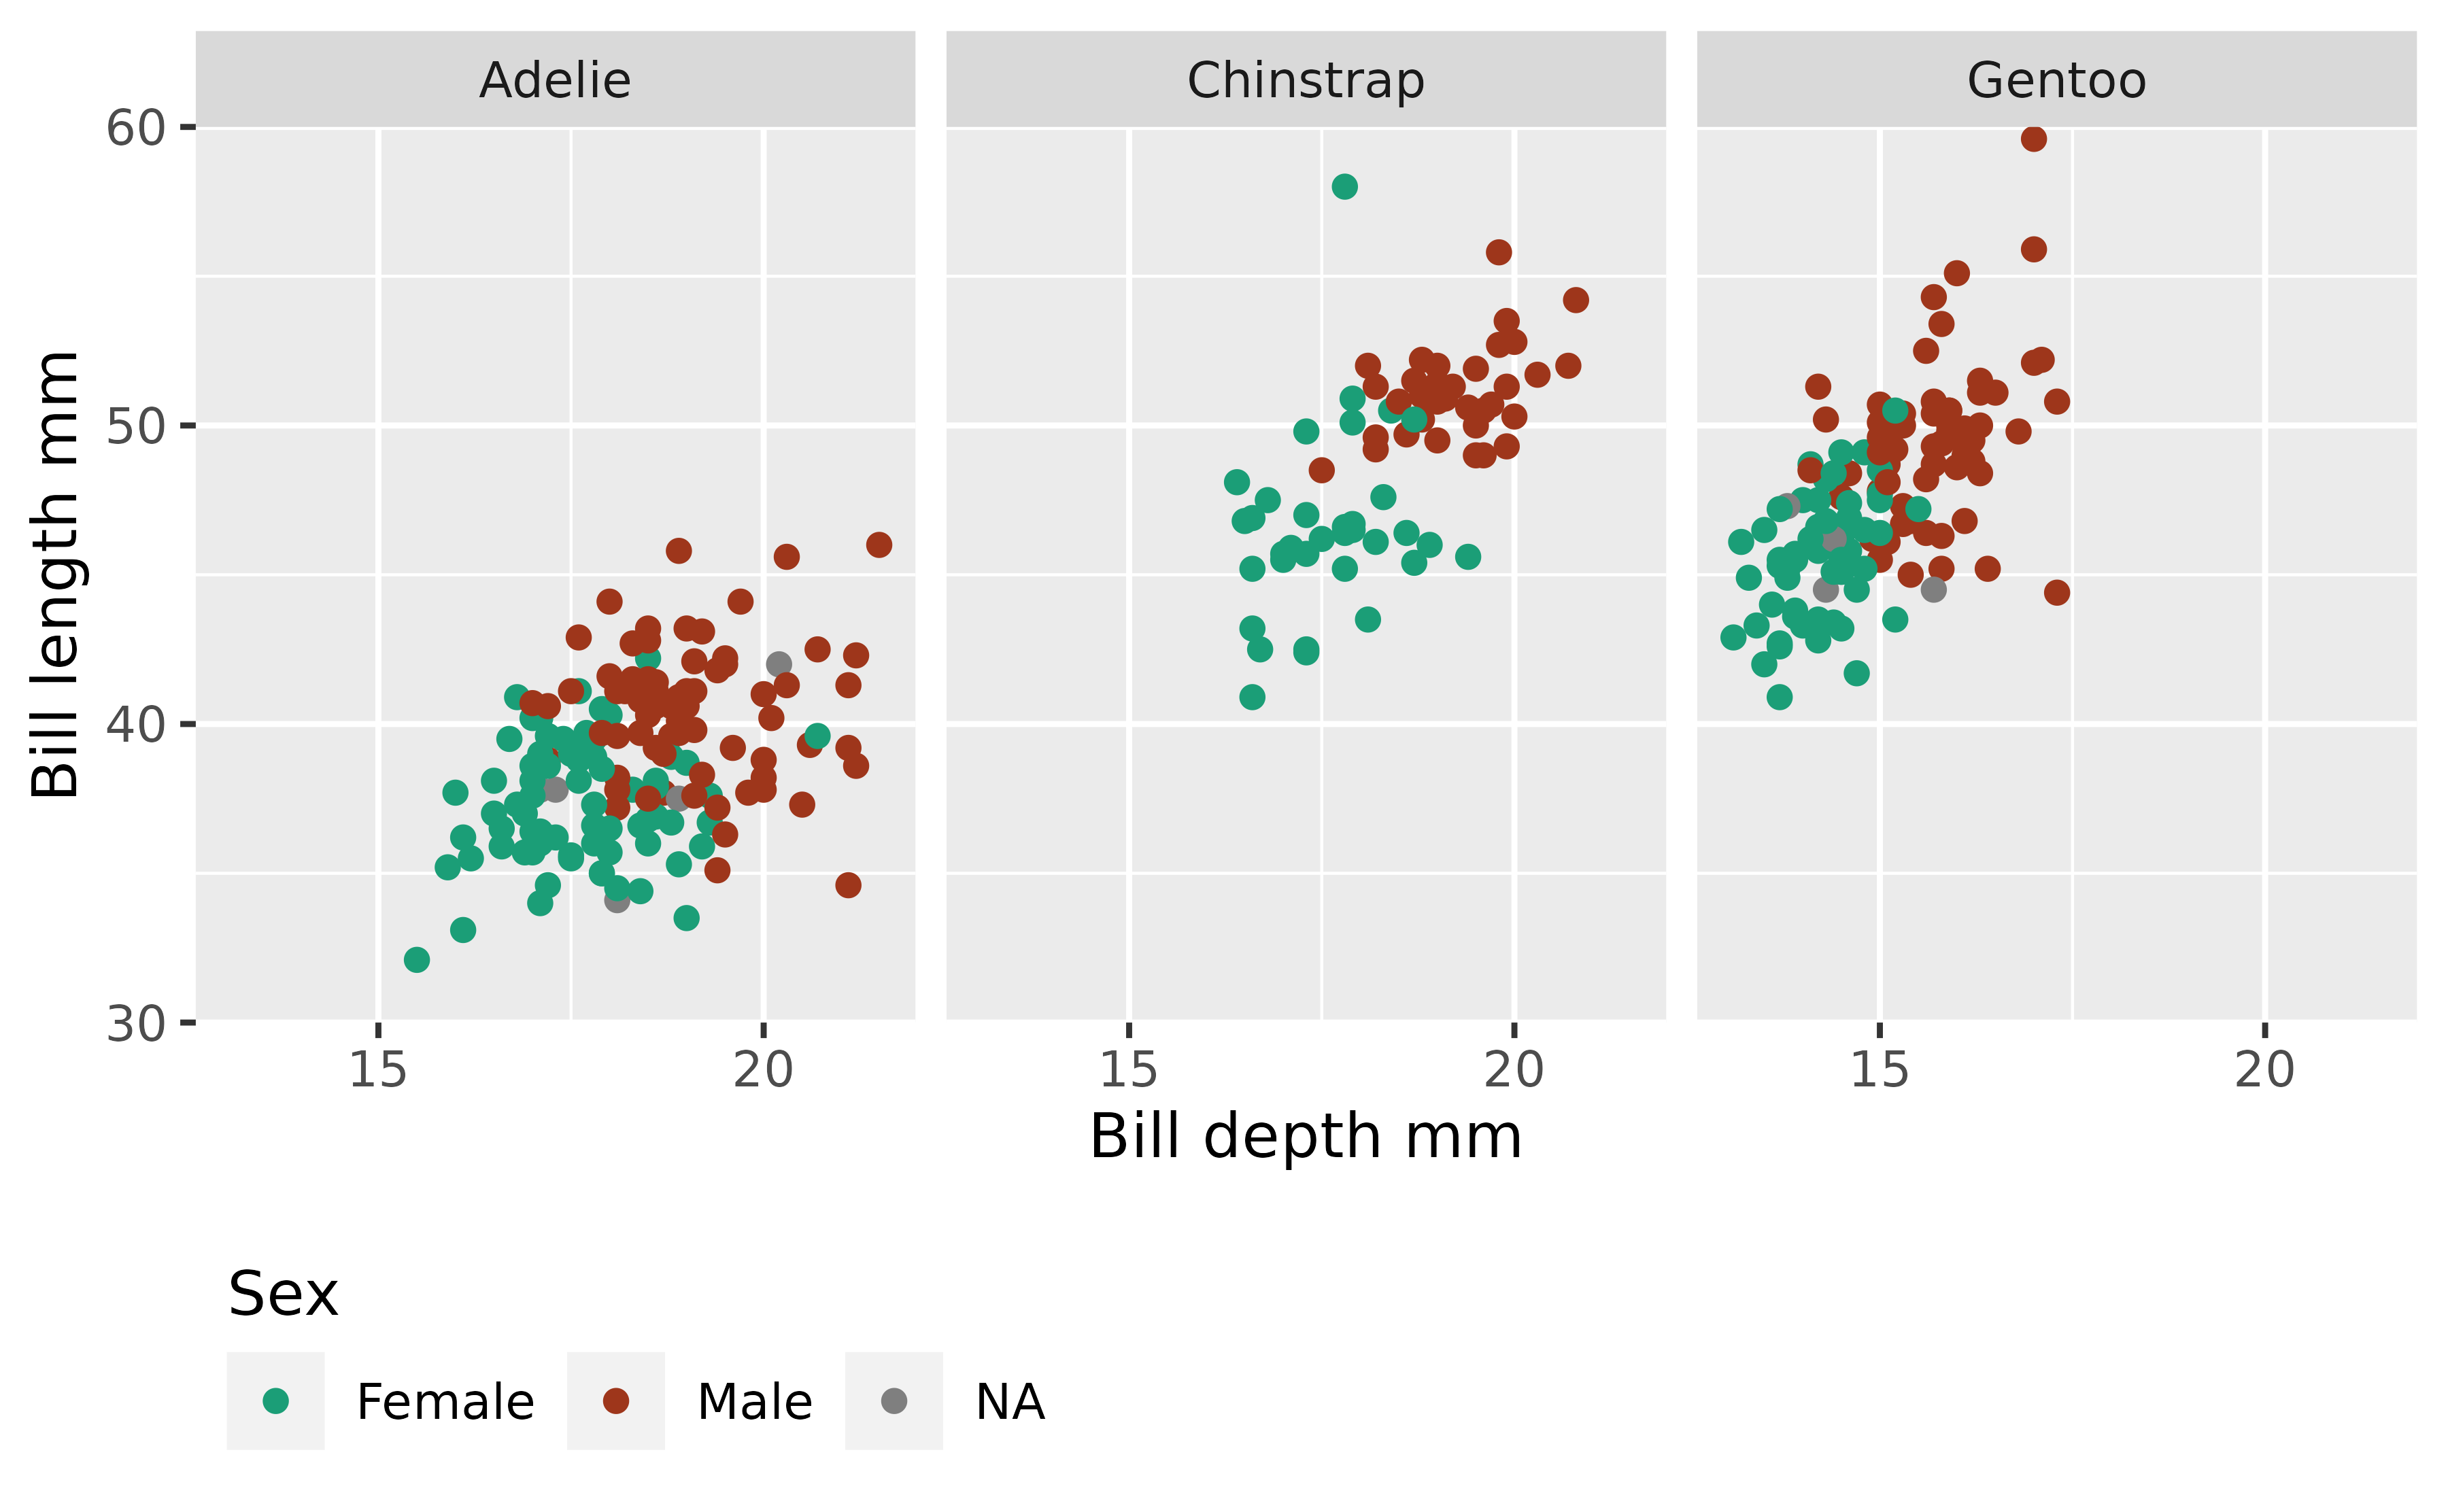 Adelie Chinstrap Gentoo
60
50
40
30
Bill length mm
15 20 15 20 15 20
Bill depth mm
Sex
Female Male NA